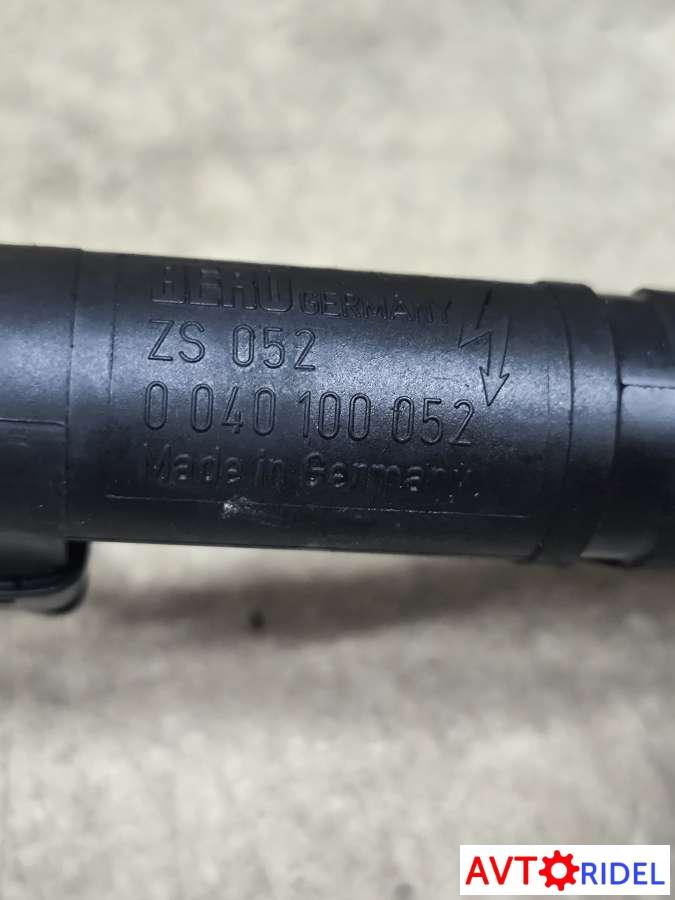 BERU GERMANY
ZS 052
0 040 100 052
Made in Germany
AVTORIDEL